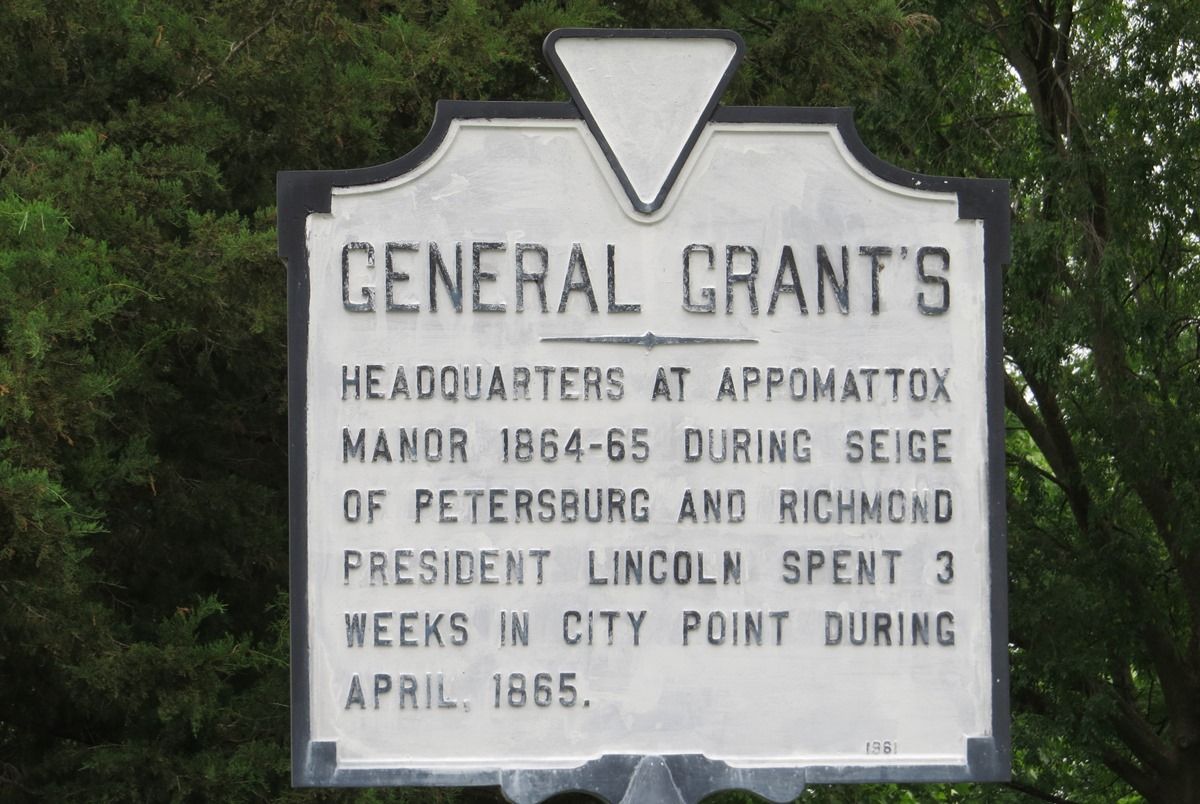 GENERAL GRANT'S
HEADQUARTERS AT APPOMATTOX
MANOR 1864-65 DURING SEIGE
OF PETERSBURG AND RICHMOND
PRESIDENT LINCOLN SPENT 3
WEEKS IN CITY POINT DURING
APRIL, 1865.
1961